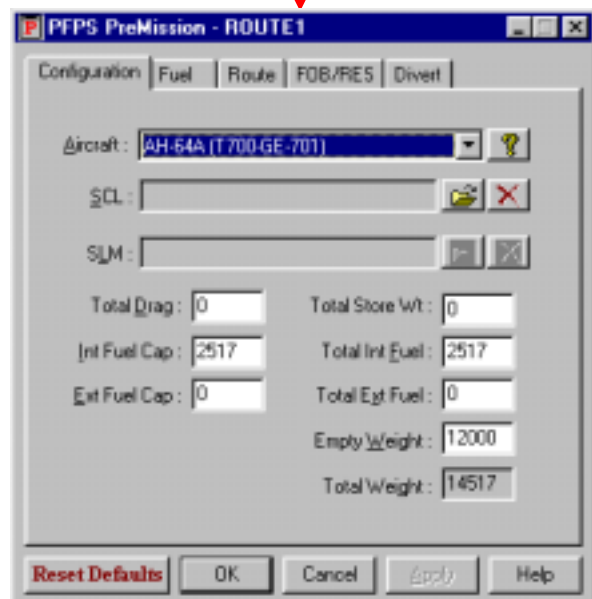 PFPS PreMission - ROUTE1
Configuration Fuel Route FOB/RES Divert
Aircraft : AH-64A (T700-GE-701)
SCL :
SLM :
Total Drag : 0 Total Store Wt : 0
Int Fuel Cap : 2517 Total Int Fuel : 2517
Ext Fuel Cap : 0 Total Ext Fuel : 0
Empty Weight : 12000
Total Weight : 14517
Reset Defaults OK Cancel Apply Help